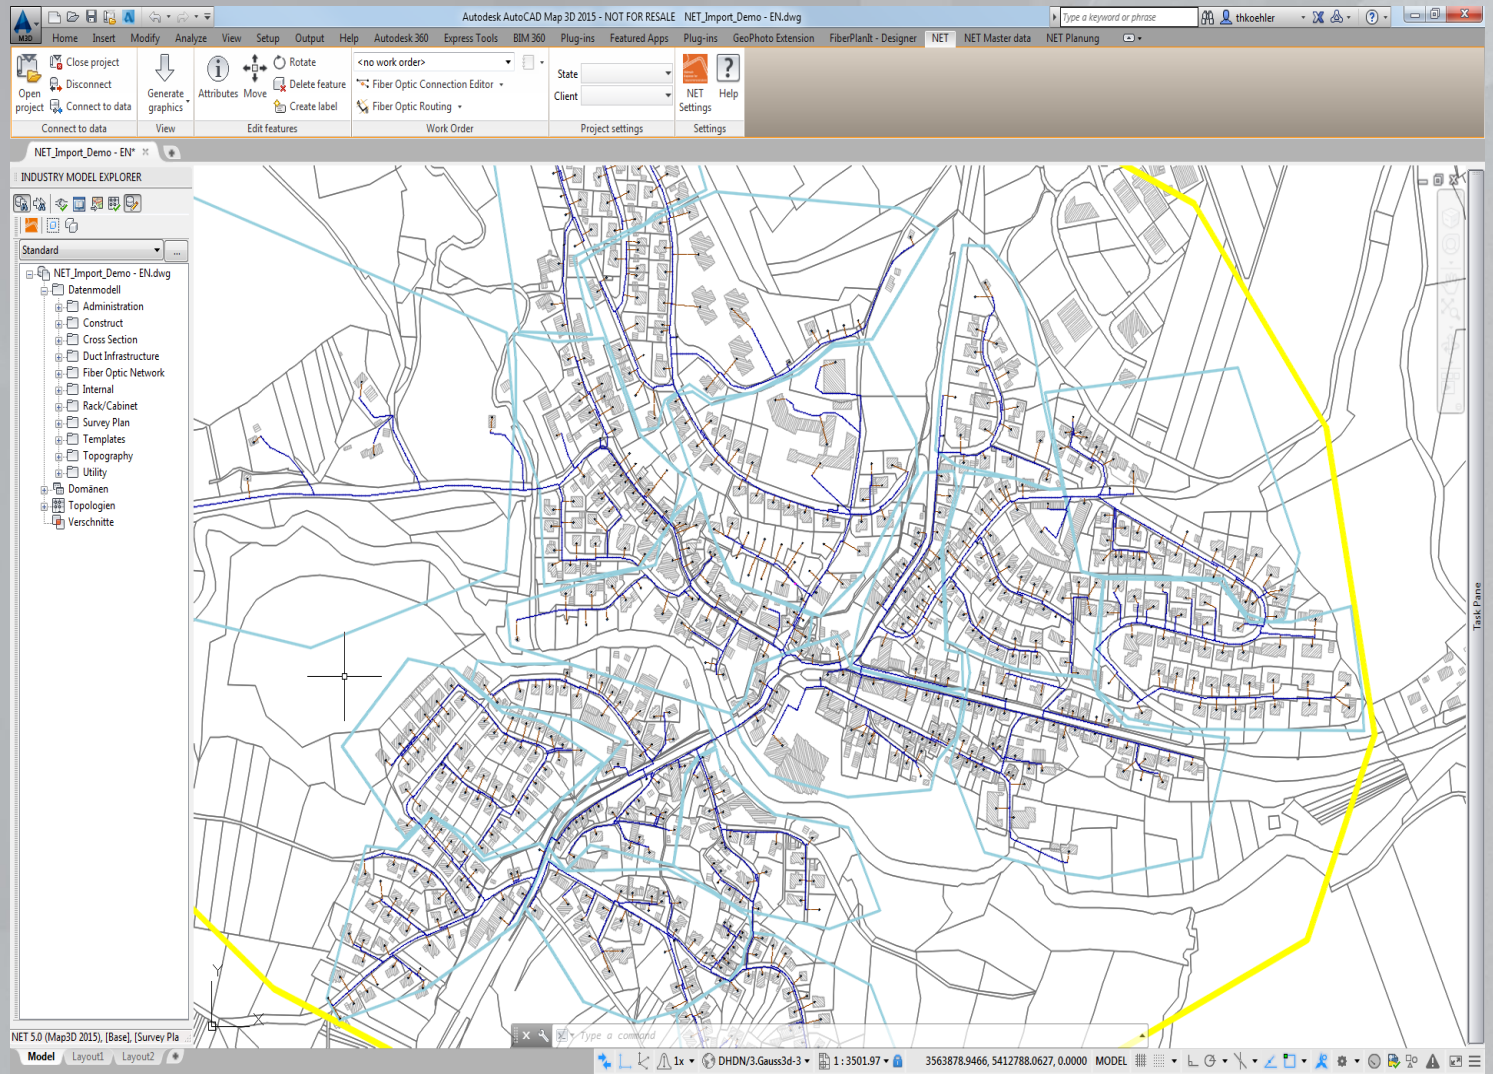 Autodesk AutoCAD Map 3D 2015 - NOT FOR RESALE NET_Import_Demo - EN.dwg
Type a keyword or phrase
thkoehler
M3D
Home Insert Modify Analyze View Setup Output Help Autodesk 360 Express Tools BIM 360 Plug-ins Featured Apps Plug-ins GeoPhoto Extension FiberPlanIt - Designer NET NET Master data NET Planung
Open project
Close project
Disconnect
Connect to data
Connect to data
Generate graphics
View
Attributes
Move
Rotate
Delete feature
Create label
Edit features
<no work order>
Fiber Optic Connection Editor
Fiber Optic Routing
Work Order
State
Client
Project settings
NET Settings
Help
Settings
NET_Import_Demo - EN*
INDUSTRY MODEL EXPLORER
Standard
...
NET_Import_Demo - EN.dwg
Datenmodell
Administration
Construct
Cross Section
Duct Infrastructure
Fiber Optic Network
Internal
Rack/Cabinet
Survey Plan
Templates
Topography
Utility
Domänen
Topologien
Verschnitte
Task Pane
Y
X
Type a command
NET 5.0 (Map3D 2015), [Base], [Survey Pla
Model Layout1 Layout2
1x
DHDN/3.Gauss3d-3
1 : 3501.97
3563878.9466, 5412788.0627, 0.0000 MODEL